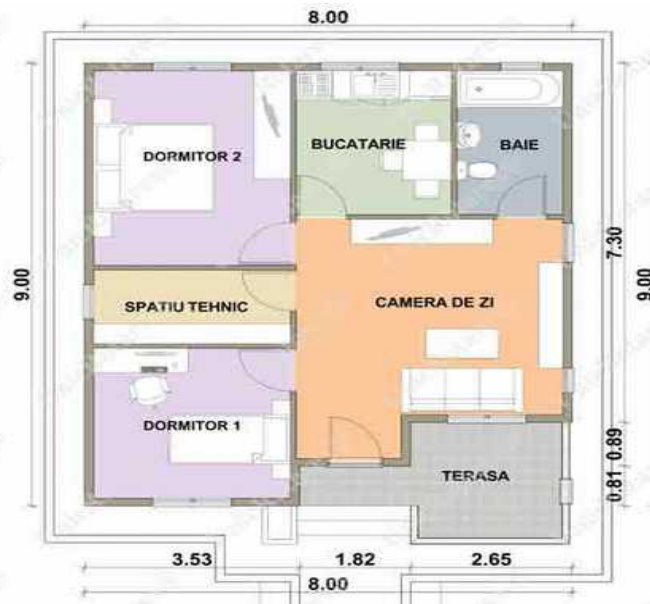 8.00
DORMITOR 2
BUCATARIE
BAIE
9.00
7.30
9.00
SPATIU TEHNIC
CAMERA DE ZI
DORMITOR 1
0.89
TERASA
0.81
3.53
1.82
2.65
8.00